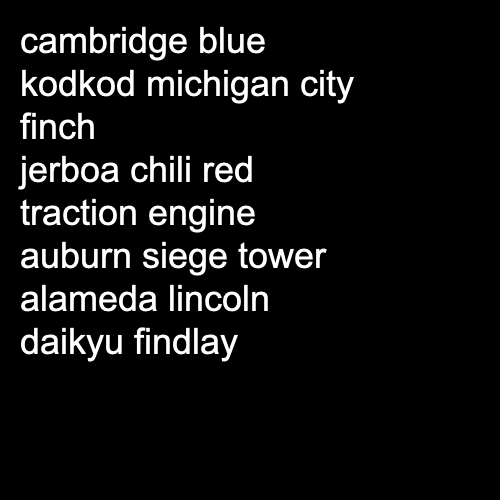 cambridge blue
kodkod michigan city
finch
jerboa chili red
traction engine
auburn siege tower
alameda lincoln
daikyu findlay